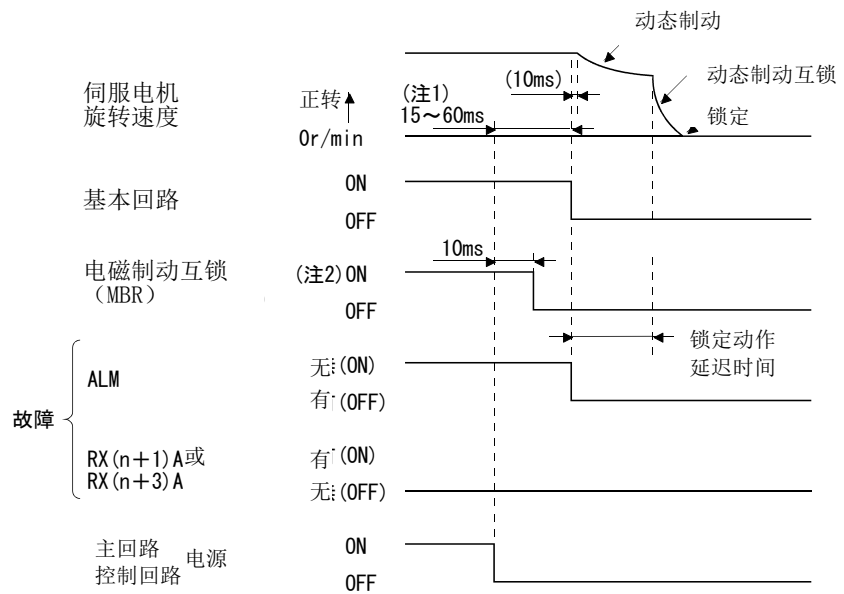 动态制动
伺服电机
旋转速度
正转
0r/min
(注1)
15～60ms
(10ms)
动态制动互锁
锁定
基本回路
ON
OFF
电磁制动互锁
（MBR）
(注2)ON
OFF
10ms
锁定动作
延迟时间
故障
ALM
无(ON)
有(OFF)
RX(n＋1)A或
RX(n＋3)A
有(ON)
无(OFF)
主回路
控制回路
电源
ON
OFF